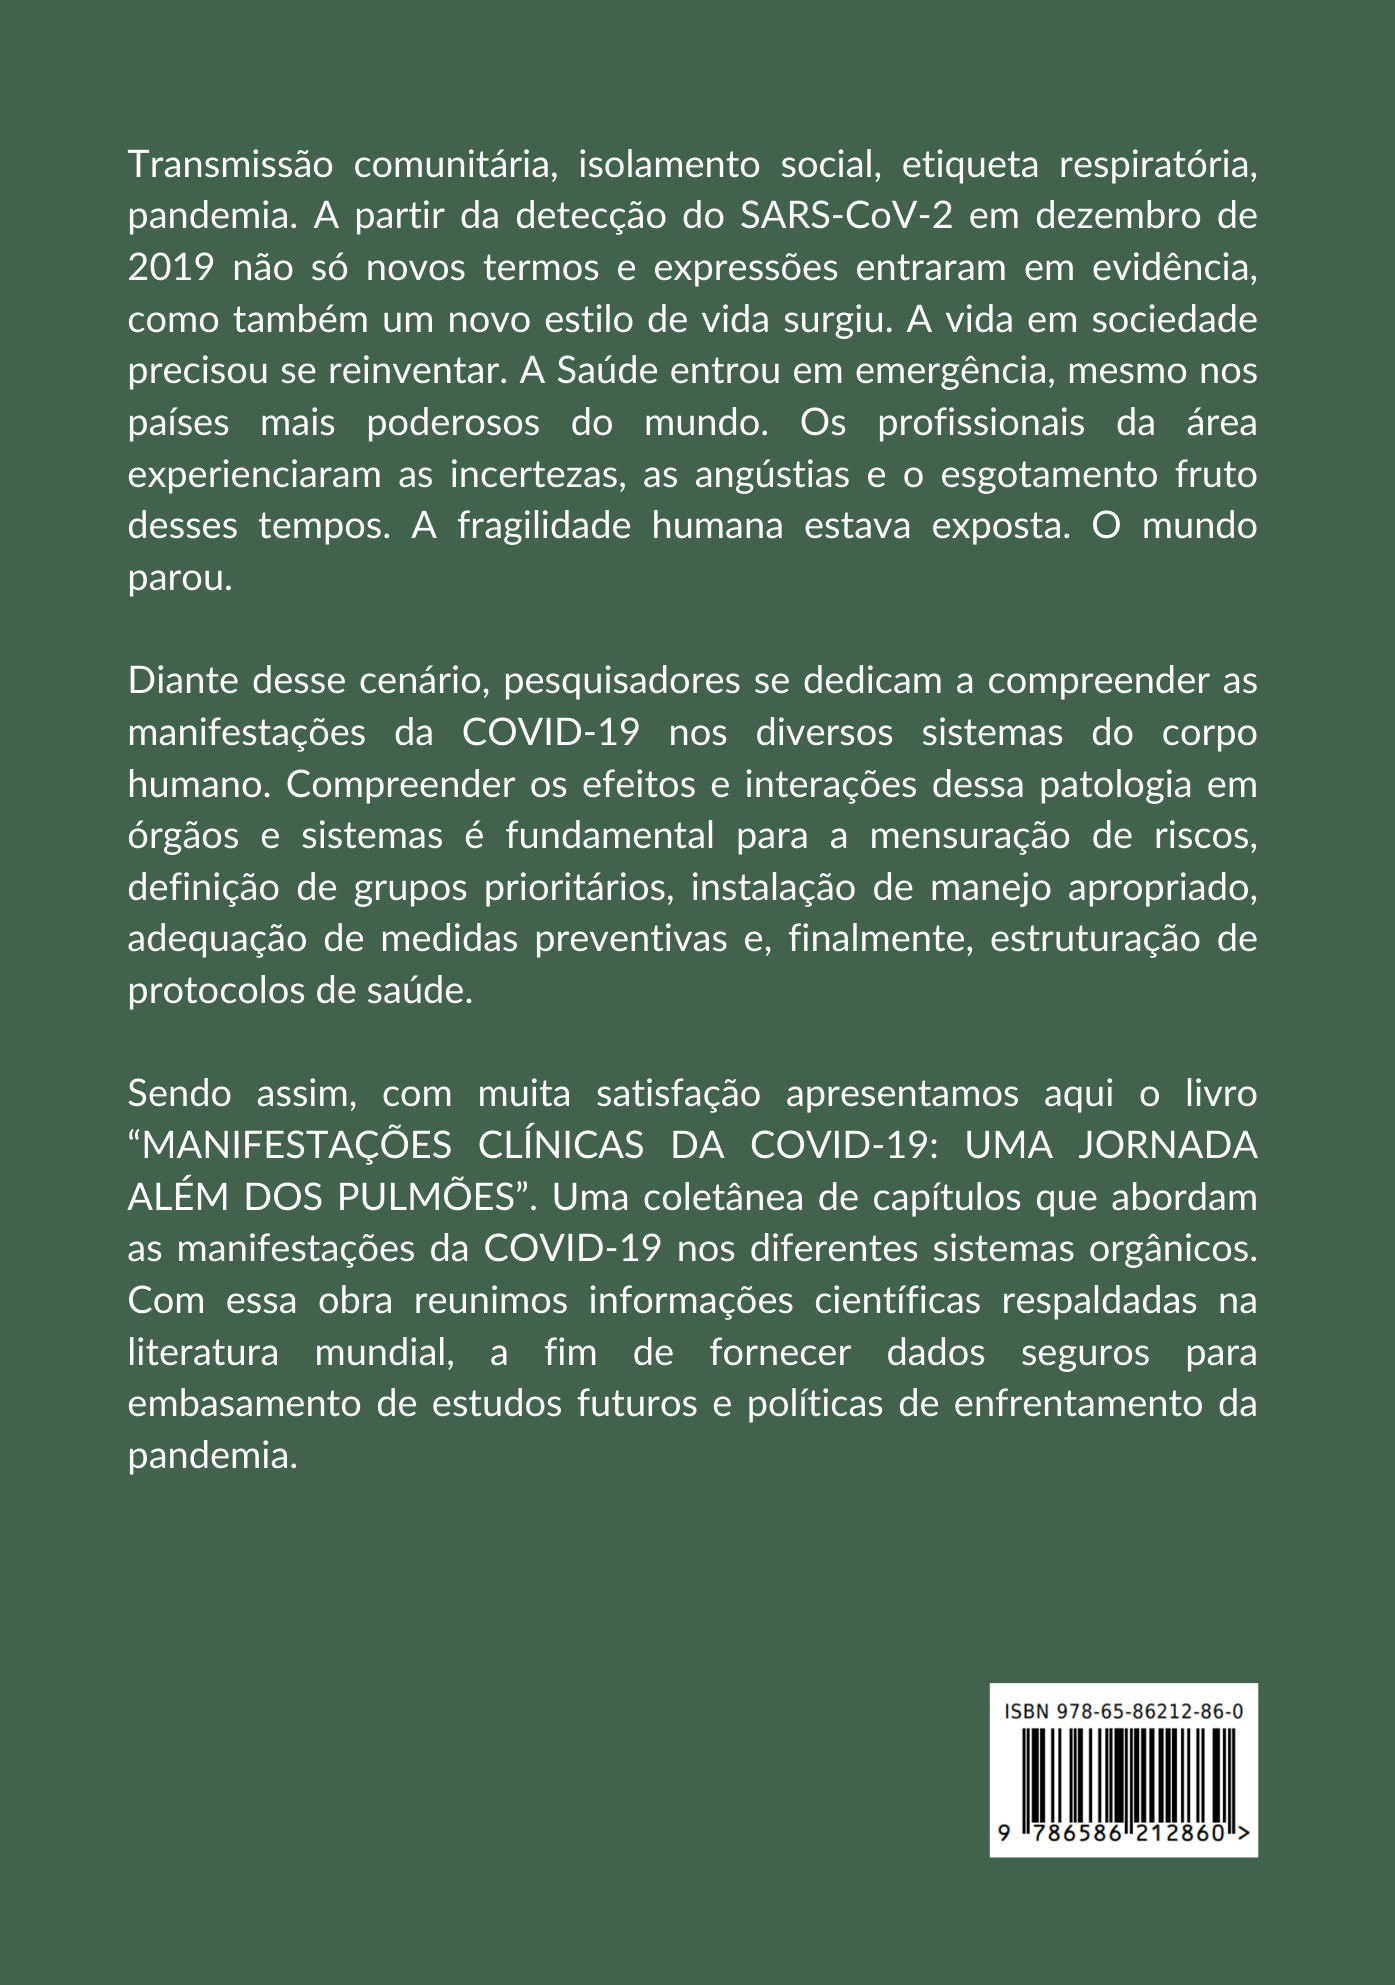 Transmissão comunitária, isolamento social, etiqueta respiratória,
pandemia. A partir da detecção do SARS-CoV-2 em dezembro de
2019 não só novos termos e expressões entraram em evidência,
como também um novo estilo de vida surgiu. A vida em sociedade
precisou se reinventar. A Saúde entrou em emergência, mesmo nos
países mais poderosos do mundo. Os profissionais da área
experienciaram as incertezas, as angústias e o esgotamento fruto
desses tempos. A fragilidade humana estava exposta. O mundo
parou.
Diante desse cenário, pesquisadores se dedicam a compreender as
manifestações da COVID-19 nos diversos sistemas do corpo
humano. Compreender os efeitos e interações dessa patologia em
órgãos e sistemas é fundamental para a mensuração de riscos,
definição de grupos prioritários, instalação de manejo apropriado,
adequação de medidas preventivas e, finalmente, estruturação de
protocolos de saúde.
Sendo assim, com muita satisfação apresentamos aqui o livro
“MANIFESTAÇÕES CLÍNICAS DA COVID-19: UMA JORNADA
ALÉM DOS PULMÕES”. Uma coletânea de capítulos que abordam
as manifestações da COVID-19 nos diferentes sistemas orgânicos.
Com essa obra reunimos informações científicas respaldadas na
literatura mundial, a fim de fornecer dados seguros para
embasamento de estudos futuros e políticas de enfrentamento da
pandemia.
ISBN 978-65-86212-86-0
9 786586 212860 >